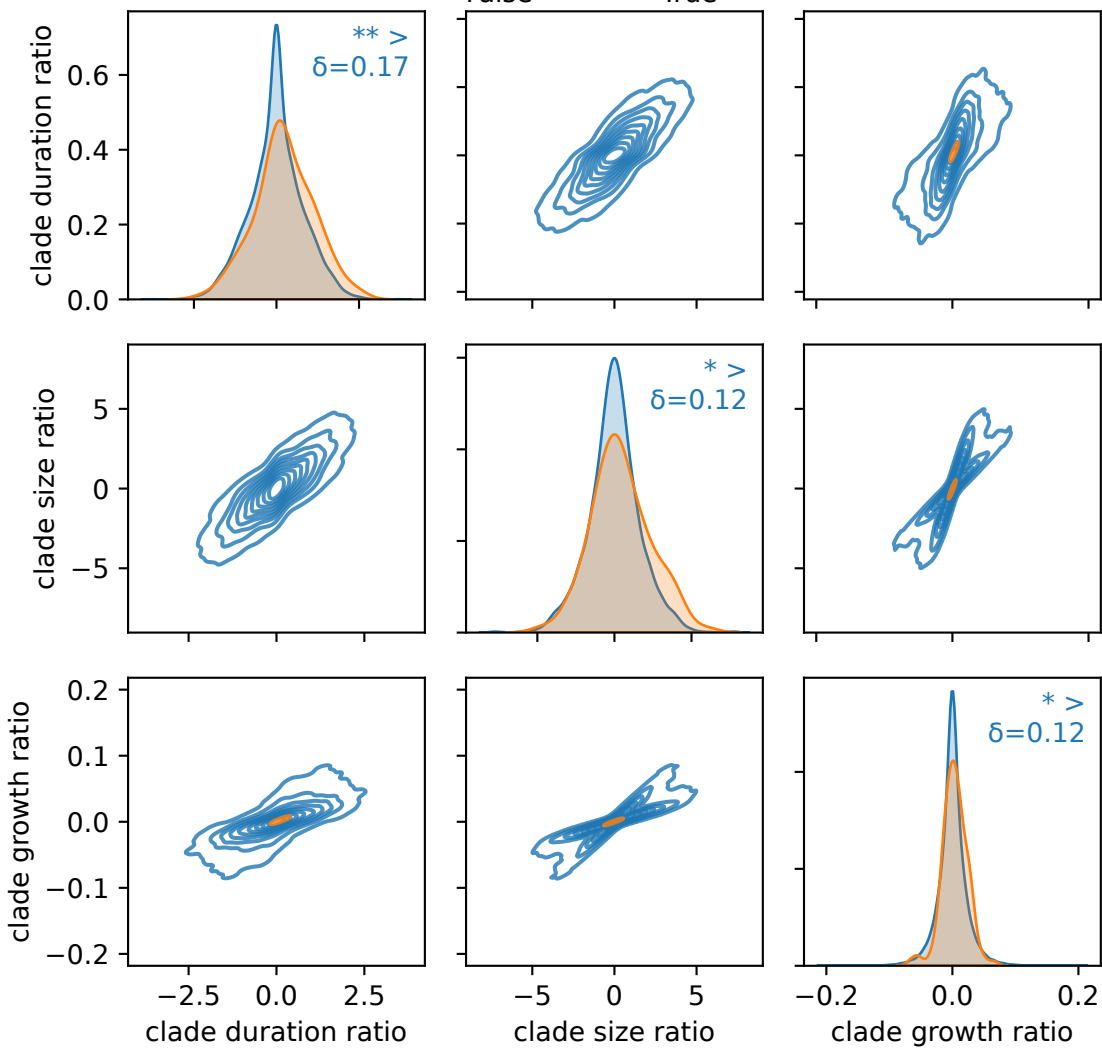 False True
clade duration ratio
0.0
0.2
0.4
0.6
** >
δ=0.17
clade size ratio
−5
0
5
* >
δ=0.12
clade growth ratio
−0.2
−0.1
0.0
0.1
0.2
* >
δ=0.12
−2.5 0.0 2.5
−5 0 5
−0.2 0.0 0.2
clade duration ratio
clade size ratio
clade growth ratio